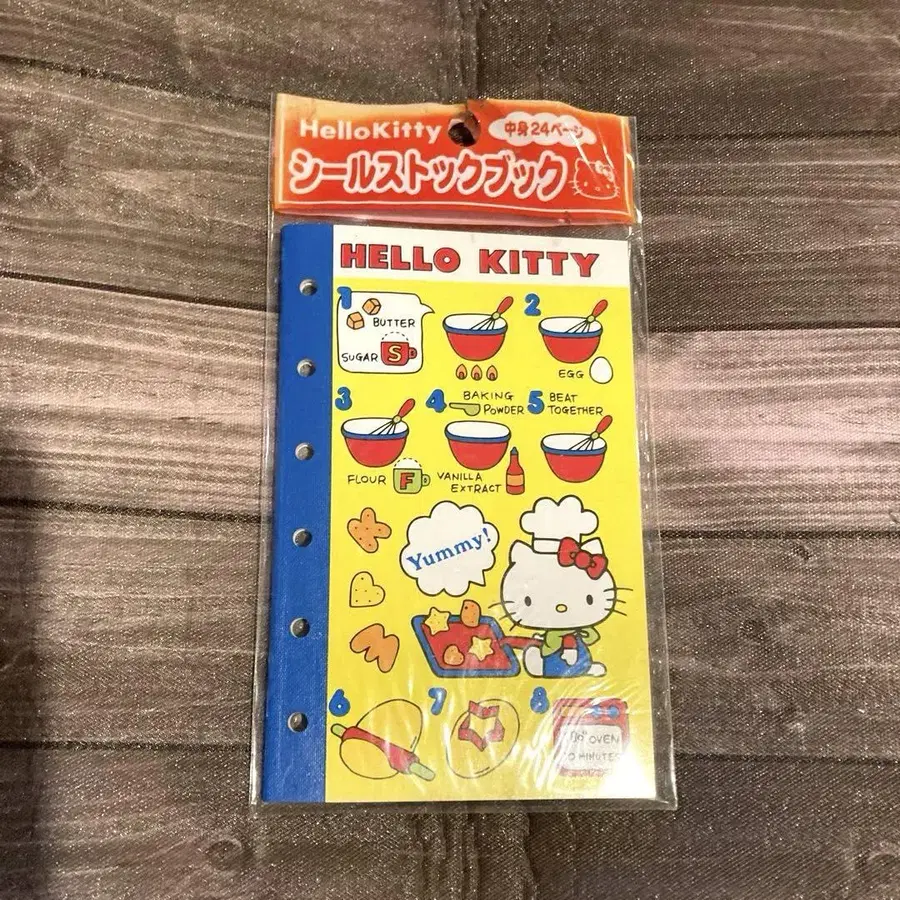 HelloKitty
中身24ページ
シールストックブック
HELLO KITTY
1
BUTTER
SUGAR S
2
EGG
3
FLOUR F
4
BAKING
POWDER
VANILLA
EXTRACT
5
BEAT
TOGETHER
Yummy!
6
7
8
OVEN
MINUTES